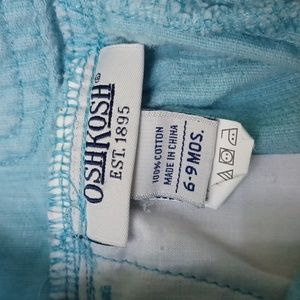 OSHKOSH®
EST. 1895
100% COTTON
MADE IN CHINA
6-9 MOS.